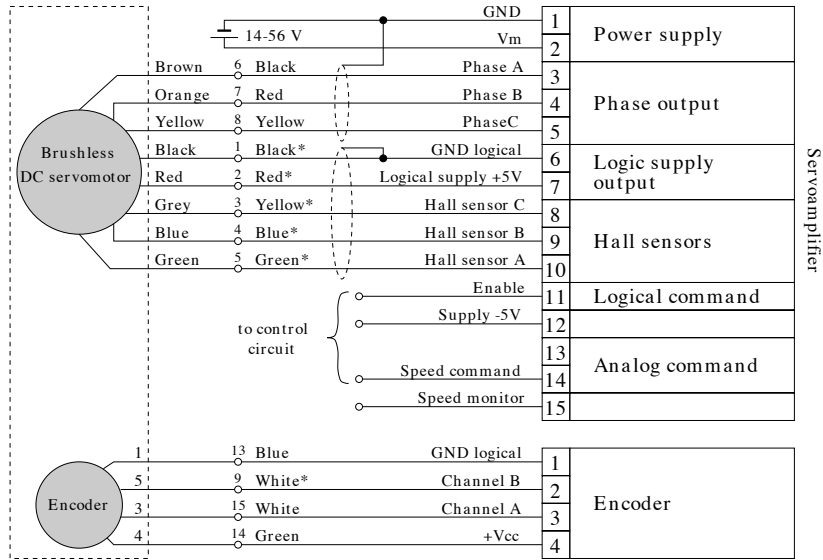 GND 1 Power supply
14-56 V
Vm 2
Brown 6 Black Phase A 3
Orange 7 Red Phase B 4 Phase output
Yellow 8 Yellow PhaseC 5
Brushless
DC servomotor
Black 1 Black* GND logical 6 Logic supply
output
Red 2 Red* Logical supply +5V 7
Grey 3 Yellow* Hall sensor C 8
Blue 4 Blue* Hall sensor B 9 Hall sensors
Green 5 Green* Hall sensor A 10
Enable 11 Logical command
Supply -5V 12
to control
circuit
13 Analog command
Speed command 14
Speed monitor 15
Servoamplifier
1 13 Blue GND logical 1
5 9 White* Channel B 2
Encoder Encoder
3 15 White Channel A 3
4 14 Green +Vcc 4